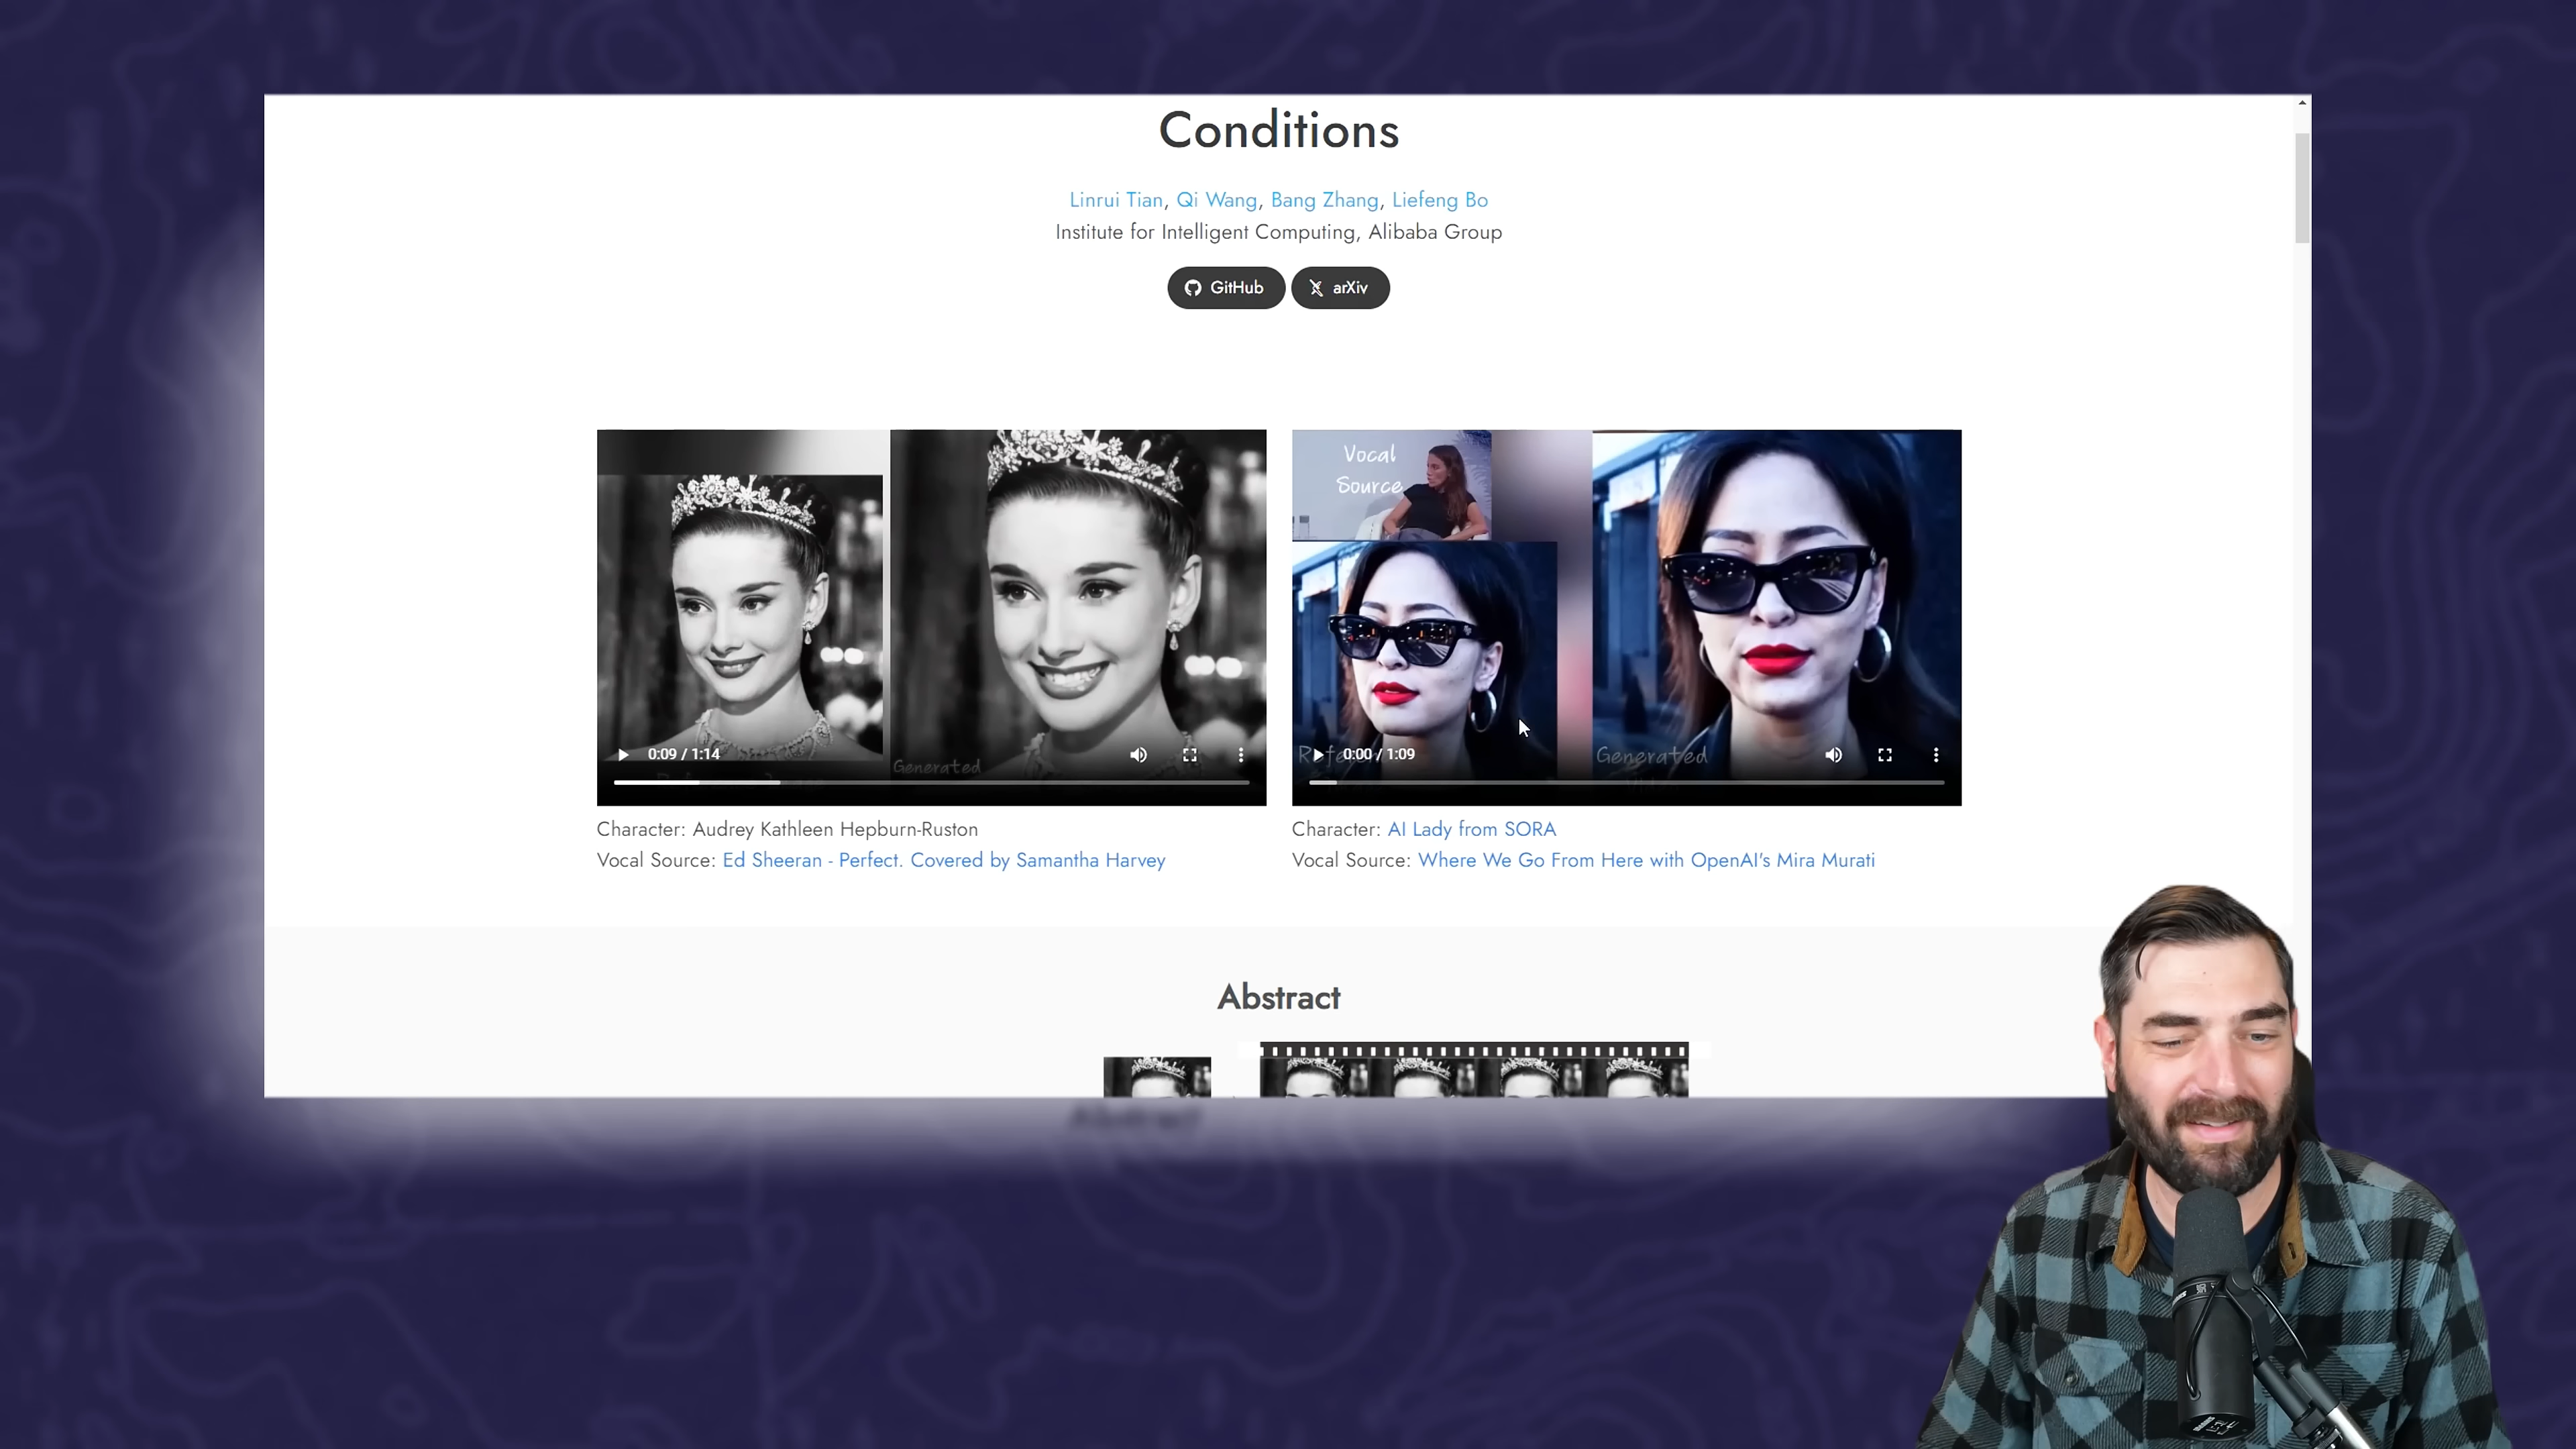 Conditions
Linrui Tian, Qi Wang, Bang Zhang, Liefeng Bo
Institute for Intelligent Computing, Alibaba Group
GitHub arXiv
Vocal
Source
0:09 / 1:14
Generated
0:00 / 1:09
Generated
Character: Audrey Kathleen Hepburn-Ruston
Vocal Source: Ed Sheeran - Perfect. Covered by Samantha Harvey
Character: AI Lady from SORA
Vocal Source: Where We Go From Here with OpenAI's Mira Murati
Abstract
Abstract